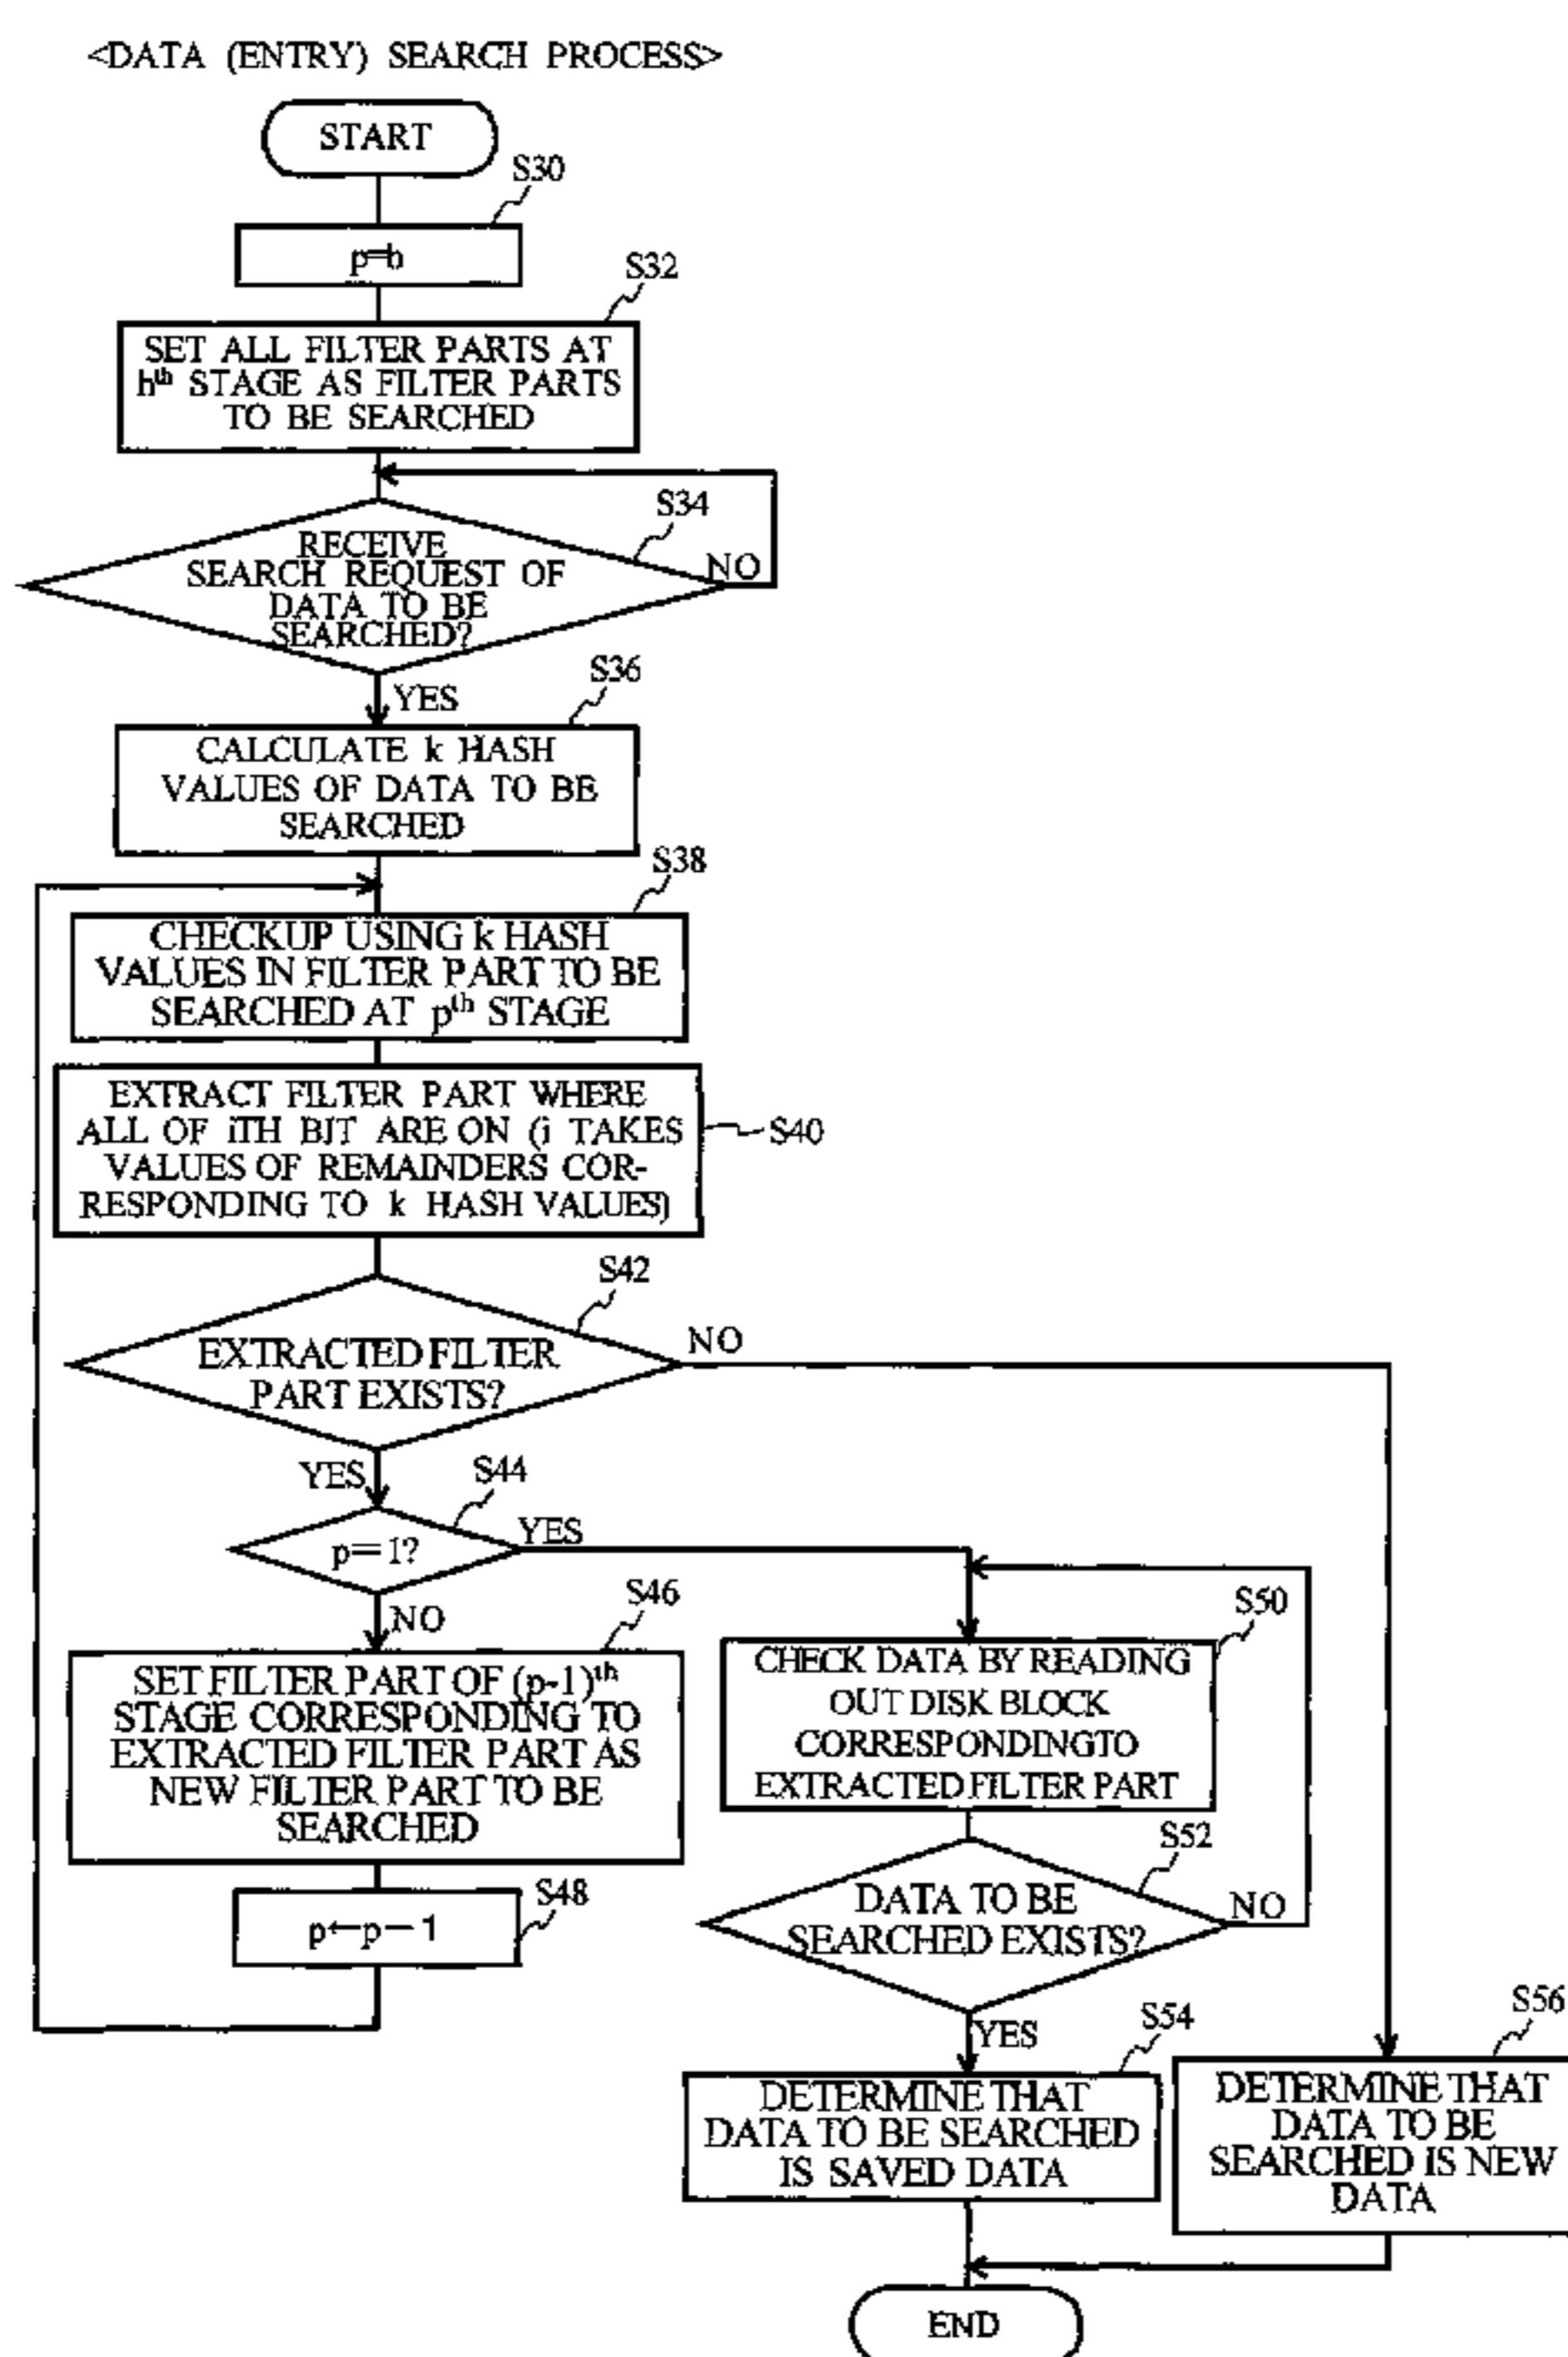 <DATA (ENTRY) SEARCH PROCESS>
START
S30
p=h
S32
SET ALL FILTER PARTS AT
hth STAGE AS FILTER PARTS
TO BE SEARCHED
S34
RECEIVE
SEARCH REQUEST OF
DATA TO BE
SEARCHED?
NO
YES
S36
CALCULATE k HASH
VALUES OF DATA TO BE
SEARCHED
S38
CHECKUP USING k HASH
VALUES IN FILTER PART TO BE
SEARCHED AT pth STAGE
EXTRACT FILTER PART WHERE
ALL OF iTH BIT ARE ON (i TAKES
VALUES OF REMAINDERS COR-
RESPONDING TO k HASH VALUES)
S40
S42
EXTRACTED FILTER
PART EXISTS?
NO
YES
S44
p=1?
YES
NO
S46
SET FILTER PART OF (p-1)th
STAGE CORRESPONDING TO
EXTRACTED FILTER PART AS
NEW FILTER PART TO BE
SEARCHED
S48
p←p-1
S50
CHECK DATA BY READING
OUT DISK BLOCK
CORRESPONDINGTO
EXTRACTED FILTER PART
S52
DATA TO BE
SEARCHED EXISTS?
NO
YES
S54
DETERMINE THAT
DATA TO BE SEARCHED
IS SAVED DATA
S56
DETERMINE THAT
DATA TO BE
SEARCHED IS NEW
DATA
END